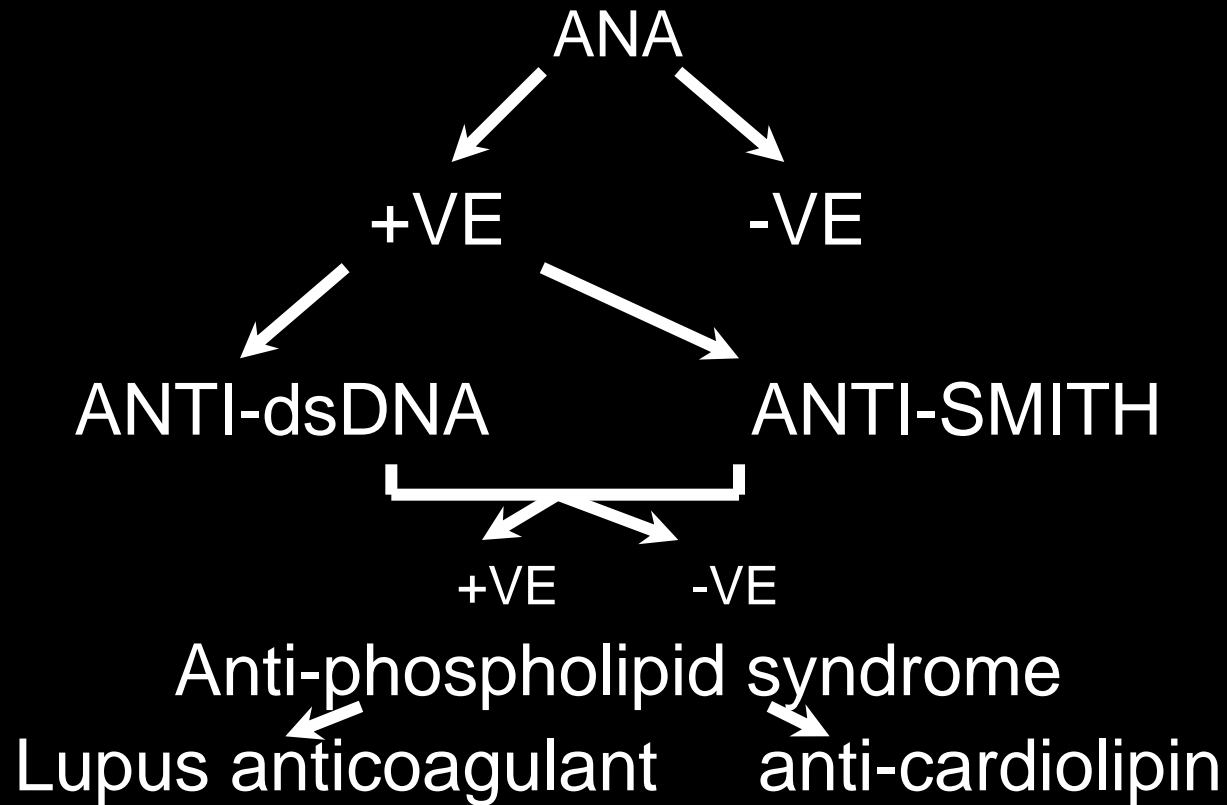 ANA
+VE -VE
ANTI-dsDNA ANTI-SMITH
+VE -VE
Anti-phospholipid syndrome
Lupus anticoagulant anti-cardiolipin